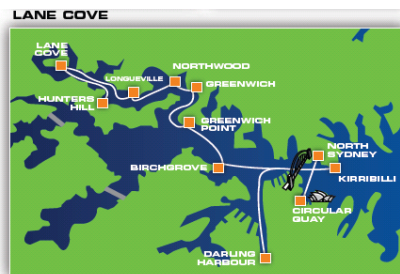 LANE COVE
LANE
COVE
NORTHWOOD
LONGUEVILLE
GREENWICH
HUNTERS
HILL
GREENWICH
POINT
NORTH
SYDNEY
BIRCHGROVE
KIRRIBILLI
CIRCULAR
QUAY
DARLING
HARBOUR